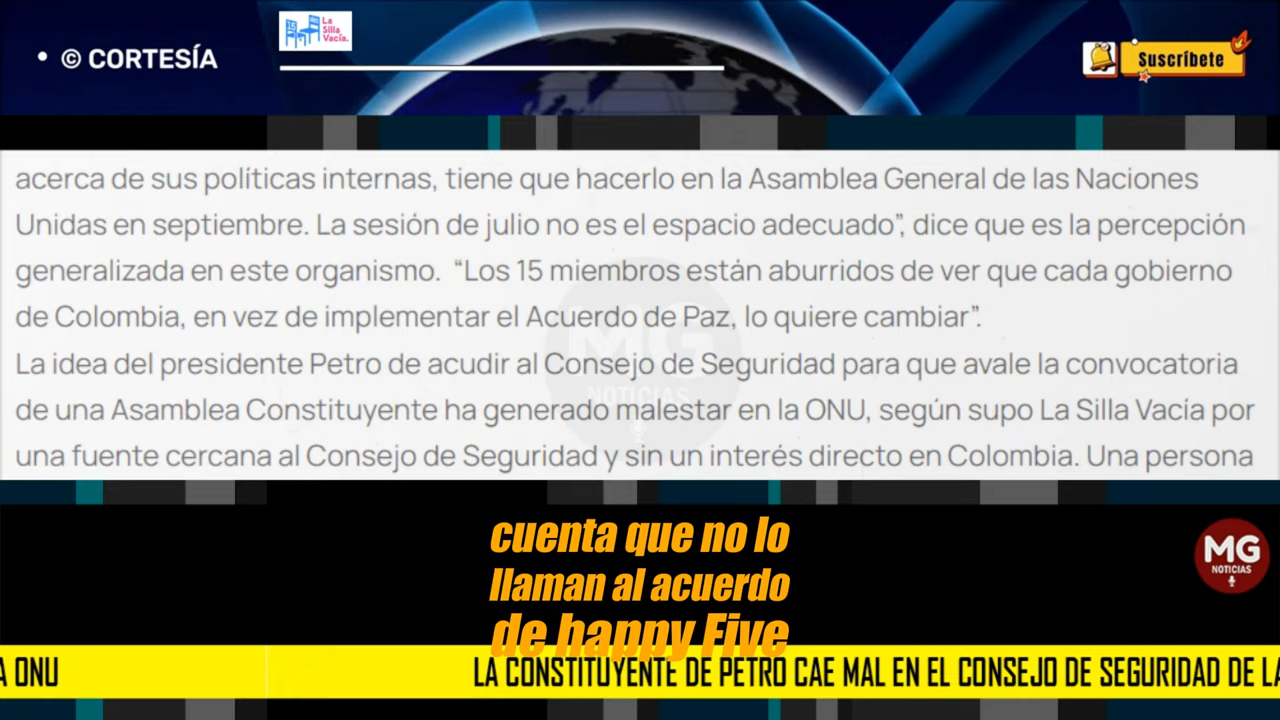 • © CORTESÍA
La
Silla
Vacía.
Suscríbete
acerca de sus políticas internas, tiene que hacerlo en la Asamblea General de las Naciones
Unidas en septiembre. La sesión de julio no es el espacio adecuado”, dice que es la percepción
generalizada en este organismo. “Los 15 miembros están aburridos de ver que cada gobierno
de Colombia, en vez de implementar el Acuerdo de Paz, lo quiere cambiar”.
La idea del presidente Petro de acudir al Consejo de Seguridad para que avale la convocatoria
de una Asamblea Constituyente ha generado malestar en la ONU, según supo La Silla Vacía por
una fuente cercana al Consejo de Seguridad y sin un interés directo en Colombia. Una persona
MG
NOTICIAS
cuenta que no lo
llaman al acuerdo
de happy Five
MG
NOTICIAS
A ONU LA CONSTITUYENTE DE PETRO CAE MAL EN EL CONSEJO DE SEGURIDAD DE LA